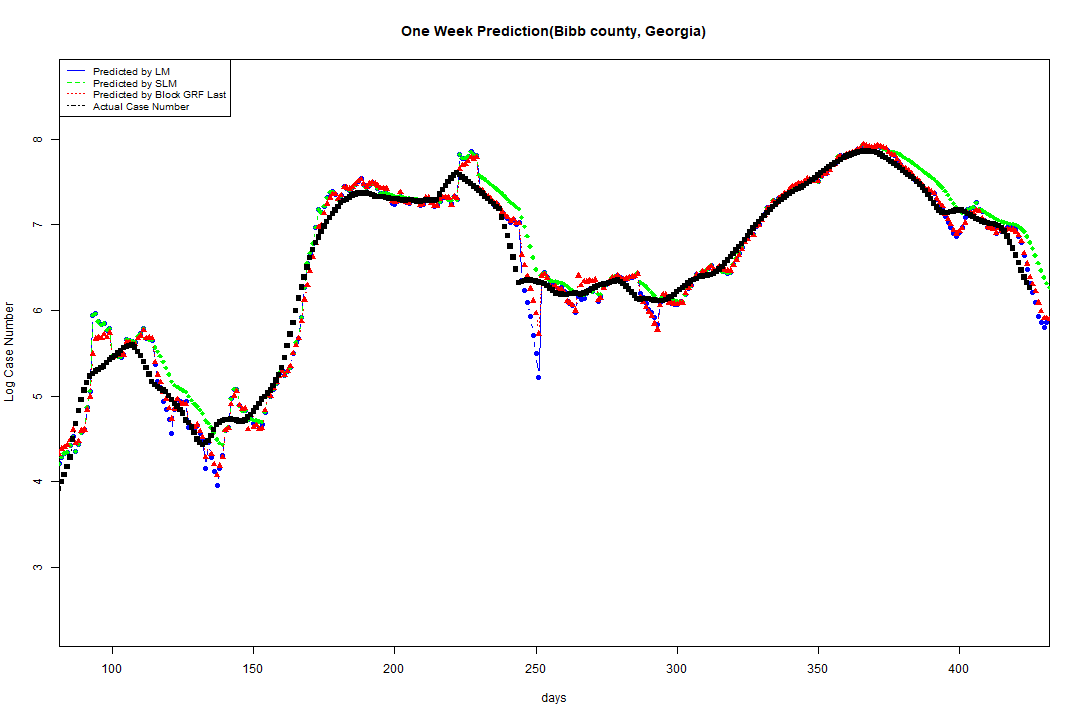 One Week Prediction(Bibb county, Georgia)
Predicted by LM
Predicted by SLM
Predicted by Block GRF Last
Actual Case Number
8
7
6
5
4
3
Log Case Number
100 150 200 250 300 350 400
days